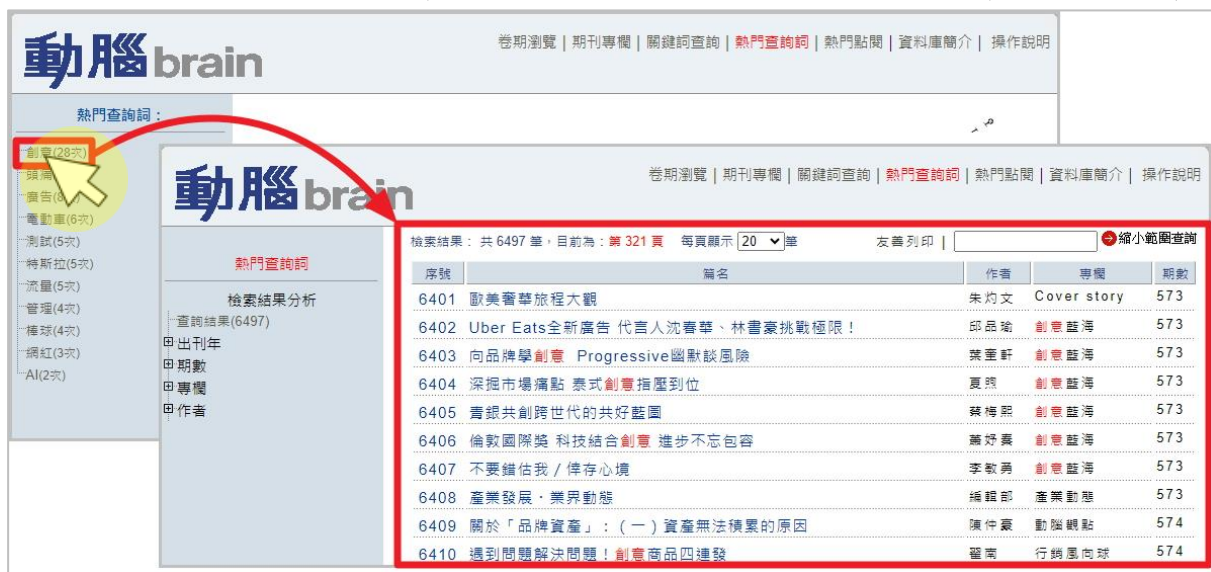 動腦brain
卷期瀏覽 | 期刊專欄 | 關鍵詞查詢 | 熱門查詢詞 | 熱門點閱 | 資料庫簡介 | 操作說明
熱門查詢詞：
創意(28次)
廣告(8
電動車(6次)
測試(5次)
特斯拉(5次)
流量(5次)
管理(4次)
棒球(4次)
網紅(3次)
AI(2次)
動腦brain
卷期瀏覽 | 期刊專欄 | 關鍵詞查詢 | 熱門查詢詞 | 熱門點閱 | 資料庫簡介 | 操作說明
熱門查詢詞
檢索結果分析
查詢結果(6497)
出刊年
期數
專欄
作者
檢索結果： 共 6497 筆，目前為：第 321 頁 每頁顯示 20 筆 友善列印 | 縮小範圍查詢
序號 篇名 作者 專欄 期數
6401 歐美奢華旅程大觀 朱灼文 Cover story 573
6402 Uber Eats全新廣告 代言人沈春華、林書豪挑戰極限！ 邱品瑜 創意藍海 573
6403 向品牌學創意 Progressive幽默談風險 葉奎軒 創意藍海 573
6404 深掘市場痛點 泰式創意指壓到位 夏煦 創意藍海 573
6405 青銀共創跨世代的共好藍圖 蔡梅熙 創意藍海 573
6406 倫敦國際獎 科技結合創意 進步不忘包容 蕭妤秦 創意藍海 573
6407 不要錯估我 / 倖存心境 李敏勇 創意藍海 573
6408 產業發展．業界動態 編輯部 產業動態 573
6409 關於「品牌資產」：(一) 資產無法積累的原因 陳仲豪 動腦觀點 574
6410 遇到問題解決問題！創意商品四連發 翟南 行銷風向球 574